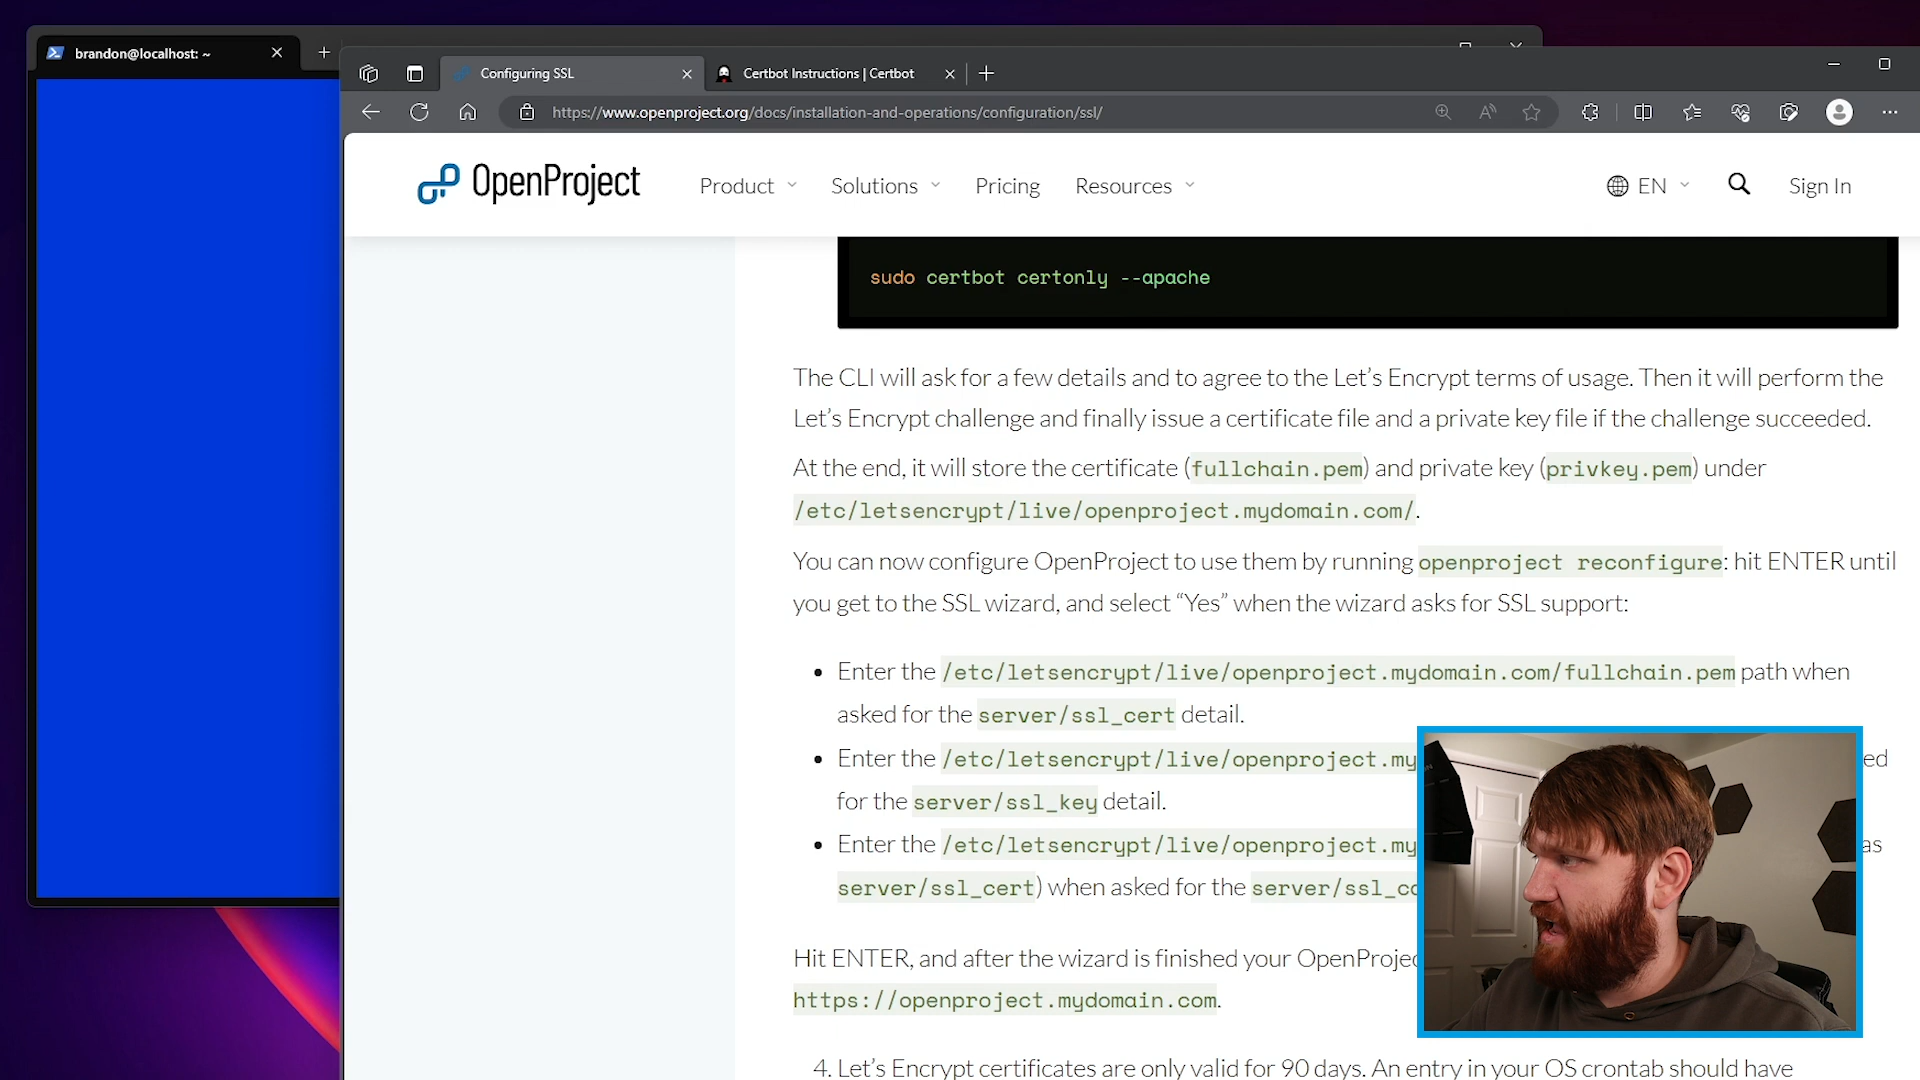 brandon@localhost: ~
Configuring SSL
Certbot Instructions | Certbot
https://www.openproject.org/docs/installation-and-operations/configuration/ssl/
OpenProject
Product
Solutions
Pricing
Resources
EN
Sign In
sudo certbot certonly --apache
The CLI will ask for a few details and to agree to the Let’s Encrypt terms of usage. Then it will perform the
Let’s Encrypt challenge and finally issue a certificate file and a private key file if the challenge succeeded.
At the end, it will store the certificate (fullchain.pem) and private key (privkey.pem) under
/etc/letsencrypt/live/openproject.mydomain.com/.
You can now configure OpenProject to use them by running openproject reconfigure: hit ENTER until
you get to the SSL wizard, and select “Yes” when the wizard asks for SSL support:
• Enter the /etc/letsencrypt/live/openproject.mydomain.com/fullchain.pem path when
asked for the server/ssl_cert detail.
• Enter the /etc/letsencrypt/live/openproject.my ed
for the server/ssl_key detail.
• Enter the /etc/letsencrypt/live/openproject.my as
server/ssl_cert) when asked for the server/ssl_c
Hit ENTER, and after the wizard is finished your OpenProjec
https://openproject.mydomain.com.
4. Let’s Encrypt certificates are only valid for 90 days. An entry in your OS crontab should have